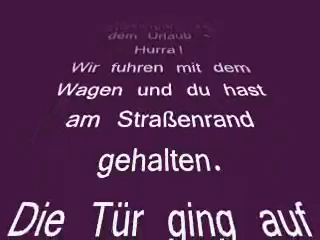 dem Urlaub -
Hurra!
Wir fuhren mit dem
Wagen und du hast
am Straßenrand
gehalten.
Die Tür ging auf